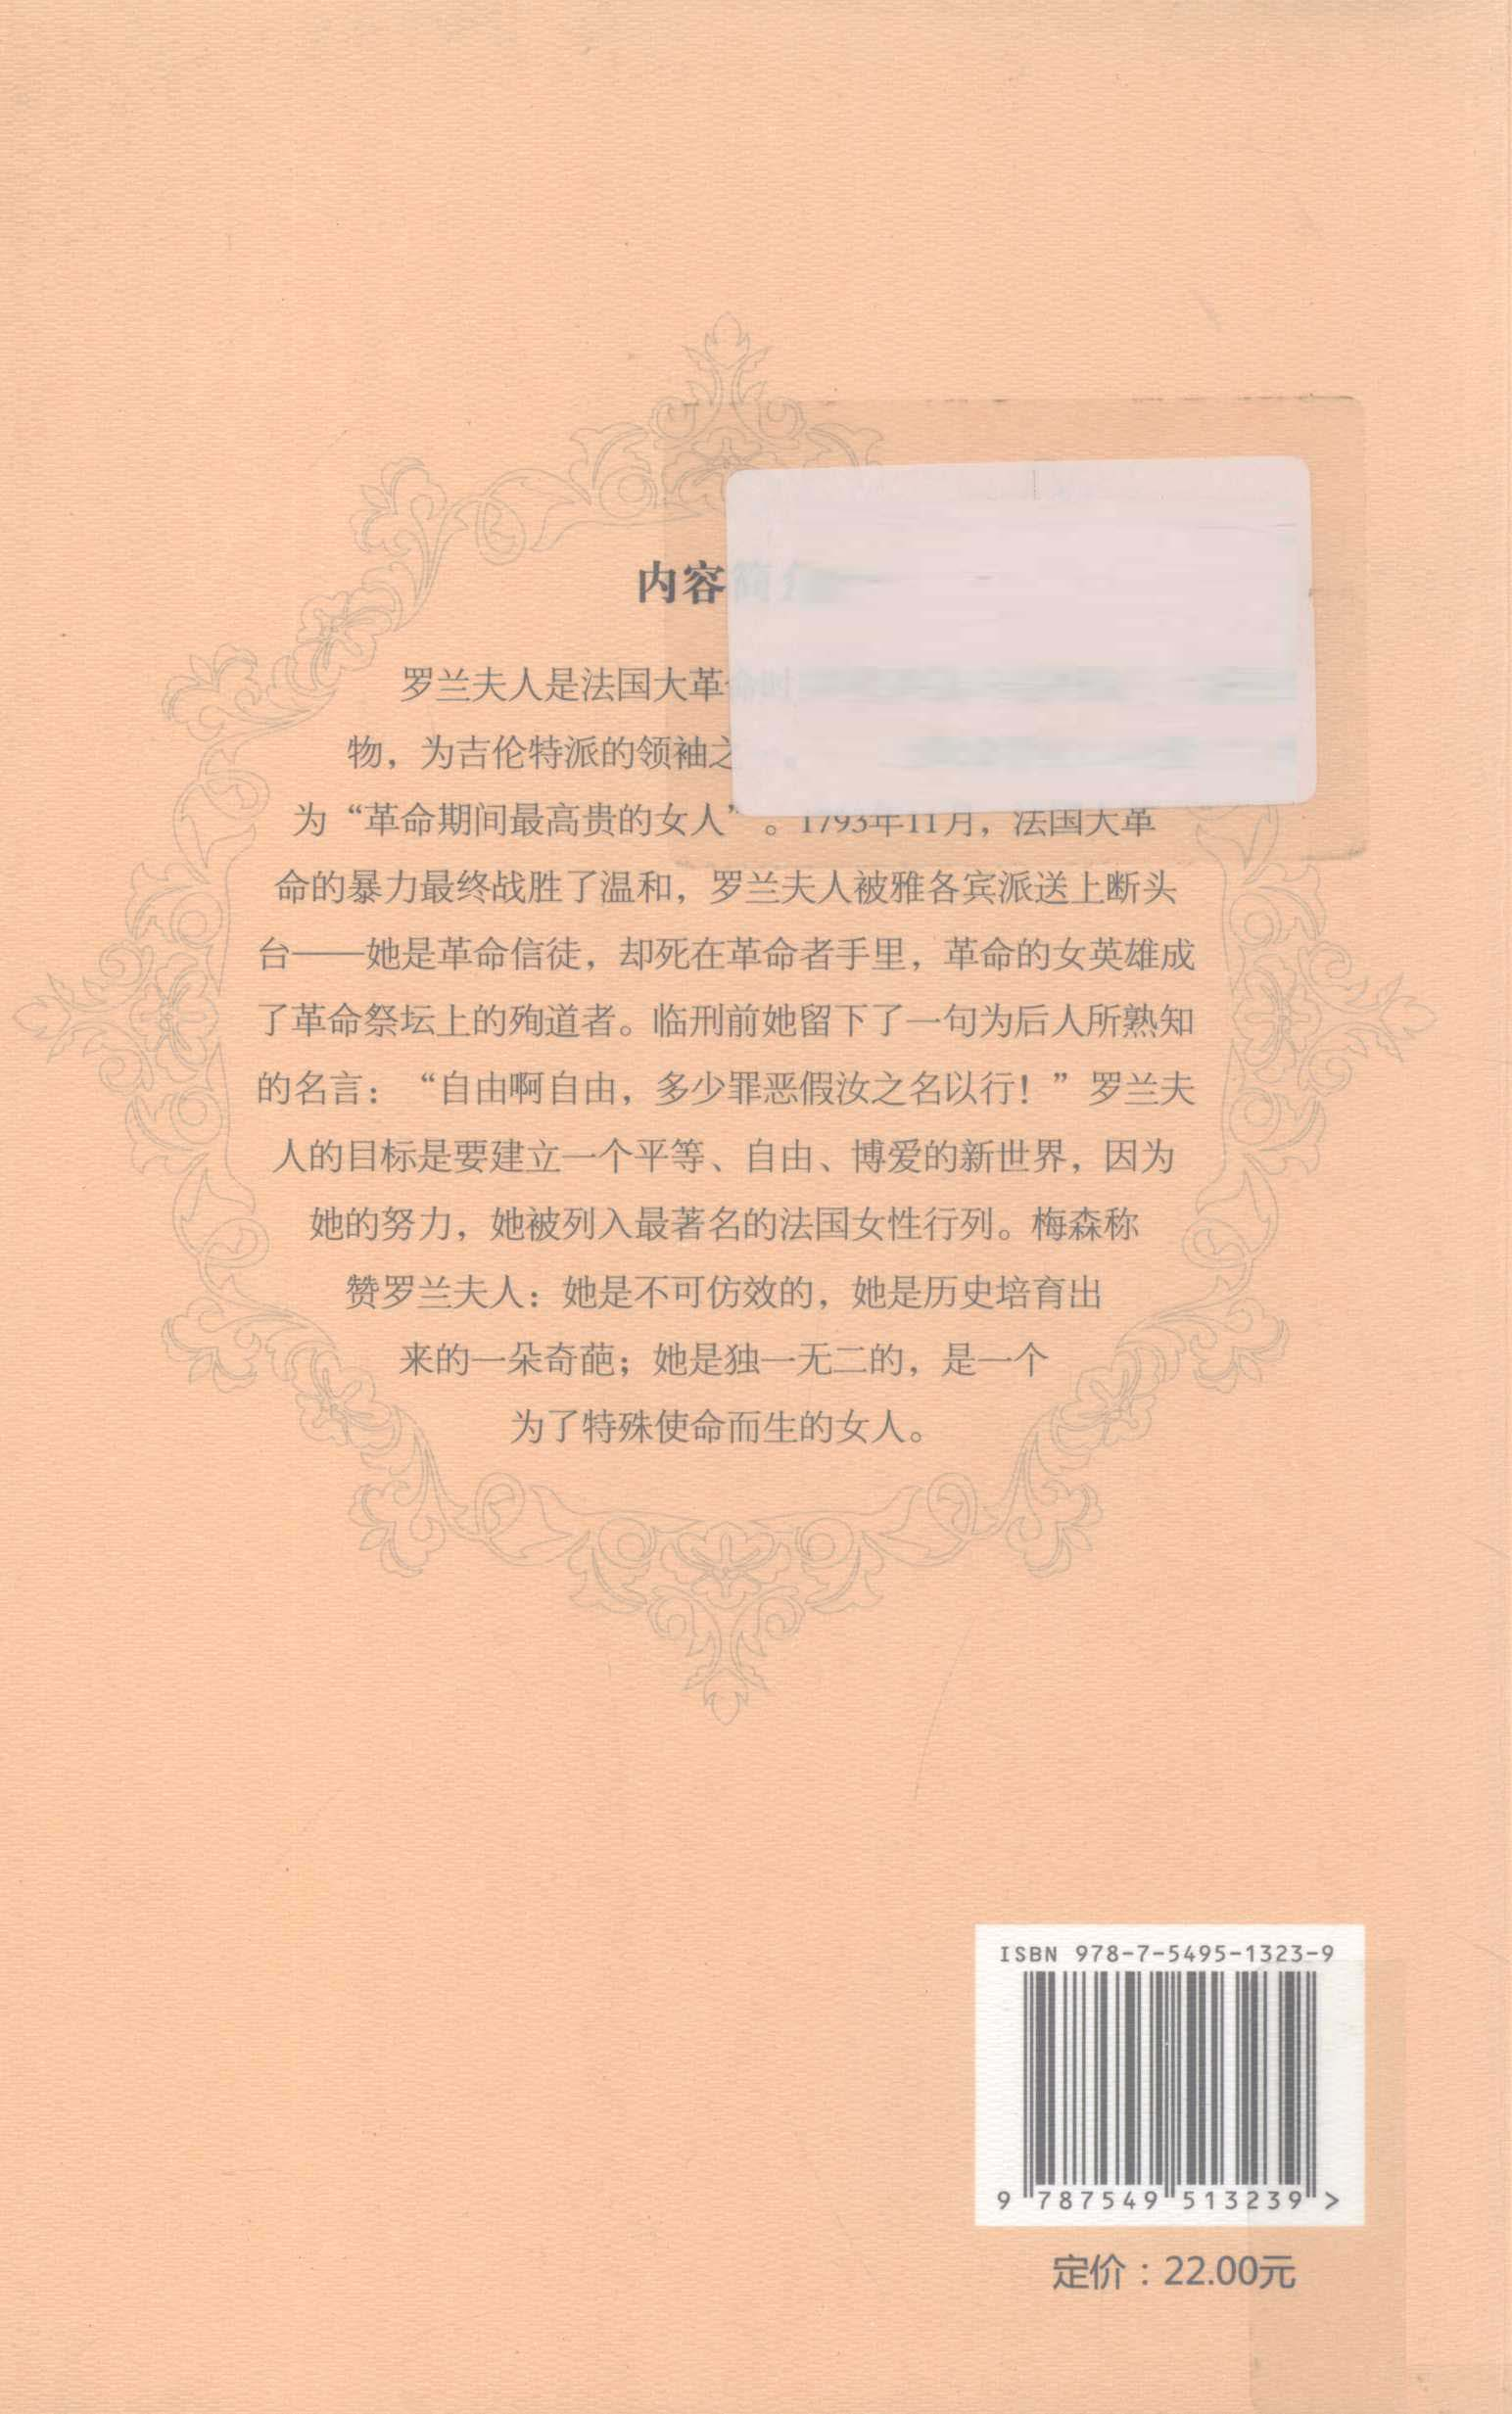 内容简
罗兰夫人是法国大革命时
物，为吉伦特派的领袖之
为“革命期间最高贵的女人”。1793年11月，法国大革
命的暴力最终战胜了温和，罗兰夫人被雅各宾派送上断头
台——她是革命信徒，却死在革命者手里，革命的女英雄成
了革命祭坛上的殉道者。临刑前她留下了一句为后人所熟知
的名言：“自由啊自由，多少罪恶假汝之名以行！”罗兰夫
人的目标是要建立一个平等、自由、博爱的新世界，因为
她的努力，她被列入最著名的法国女性行列。梅森称
赞罗兰夫人：她是不可仿效的，她是历史培育出
来的一朵奇葩；她是独一无二的，是一个
为了特殊使命而生的女人。
ISBN 978-7-5495-1323-9
9 787549 513239 >
定价：22.00元